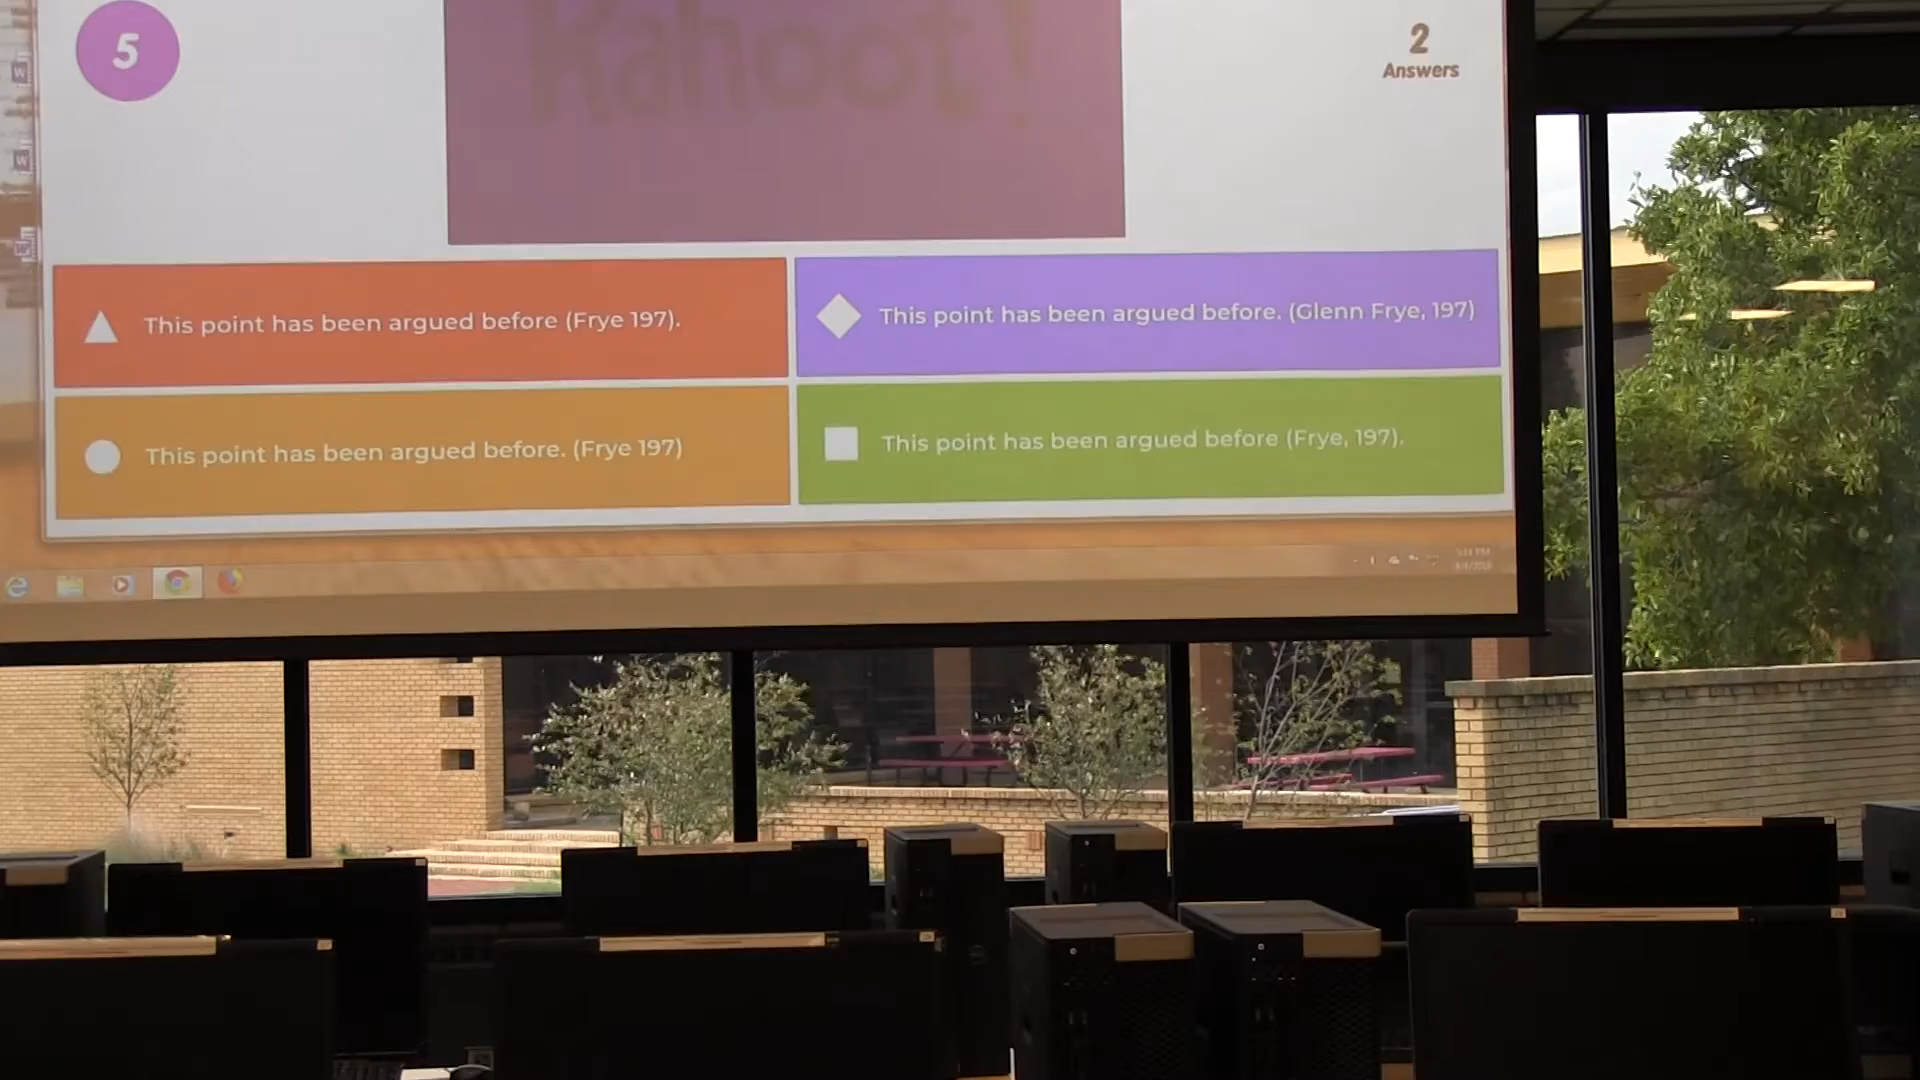 5
Kahoot!
2
Answers
This point has been argued before (Frye 197).
This point has been argued before. (Glenn Frye, 197)
This point has been argued before. (Frye 197)
This point has been argued before (Frye, 197).